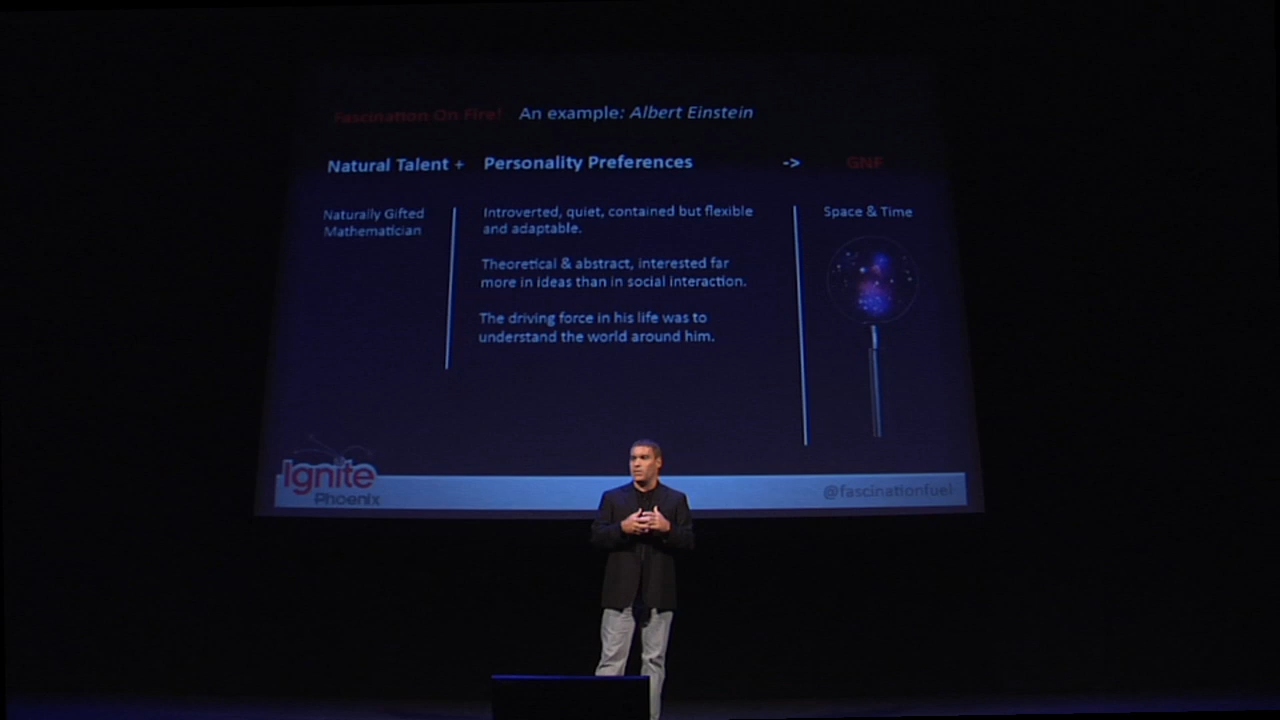 Fascination On Fire! An example: Albert Einstein
Natural Talent + Personality Preferences -> GNF
Naturally Gifted
Mathematician
Introverted, quiet, contained but flexible
and adaptable.
Theoretical & abstract, interested far
more in ideas than in social interaction.
The driving force in his life was to
understand the world around him.
Space & Time
Ignite
Phoenix
@fascinationfuel